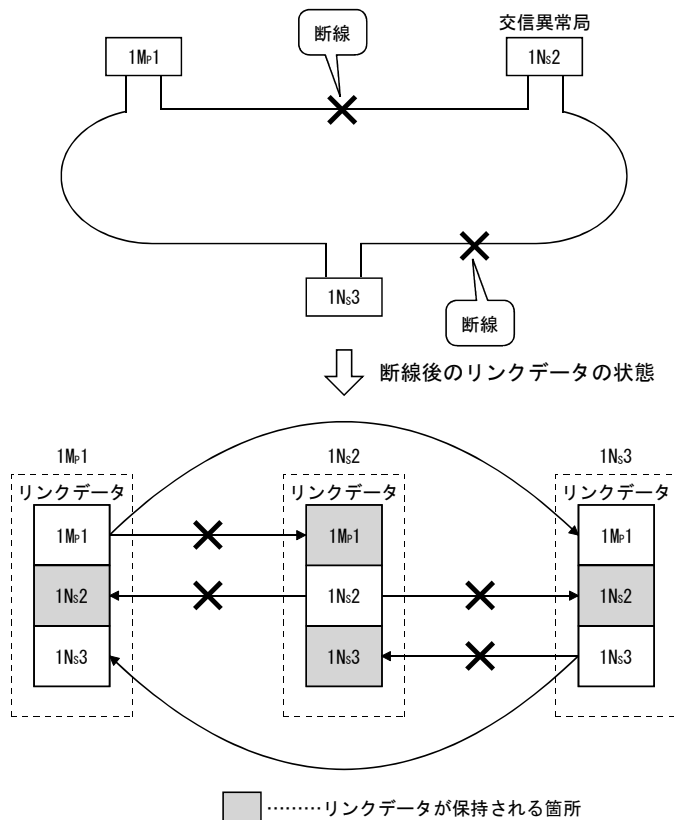 断線
交信異常局
1MP1
1NS2
1NS3
断線
断線後のリンクデータの状態
1MP1
1NS2
1NS3
リンクデータ
リンクデータ
リンクデータ
1MP1
1MP1
1MP1
1NS2
1NS2
1NS2
1NS3
1NS3
1NS3
………リンクデータが保持される箇所